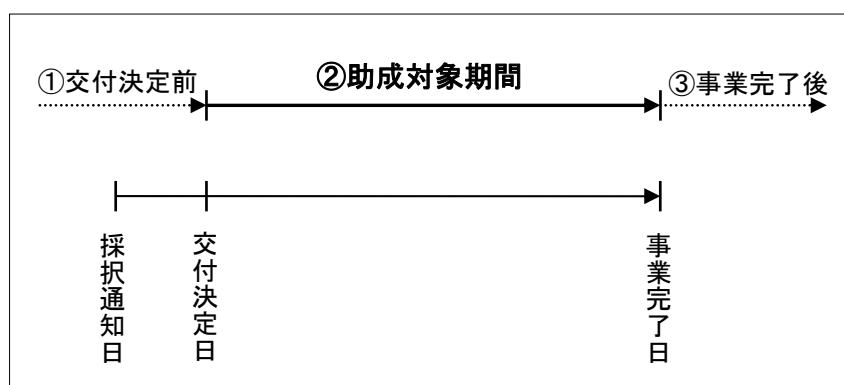 ①交付決定前
②助成対象期間
③事業完了後
採択通知日
交付決定日
事業完了日